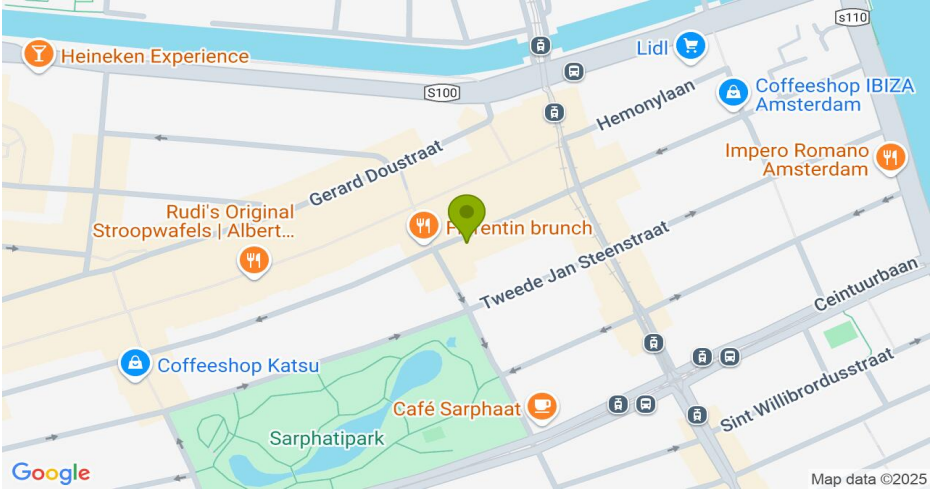 s110
Lidl
Heineken Experience
S100
Coffeeshop IBIZA
Amsterdam
Hemonylaan
Gerard Doustraat
Impero Romano
Amsterdam
Rudi's Original
Stroopwafels | Albert...
brunch
Tweede Jan Steenstraat
Ceintuurbaan
Coffeeshop Katsu
Sint Willibrordusstraat
Café Sarphaat
Sarphatipark
Google
Map data ©2025